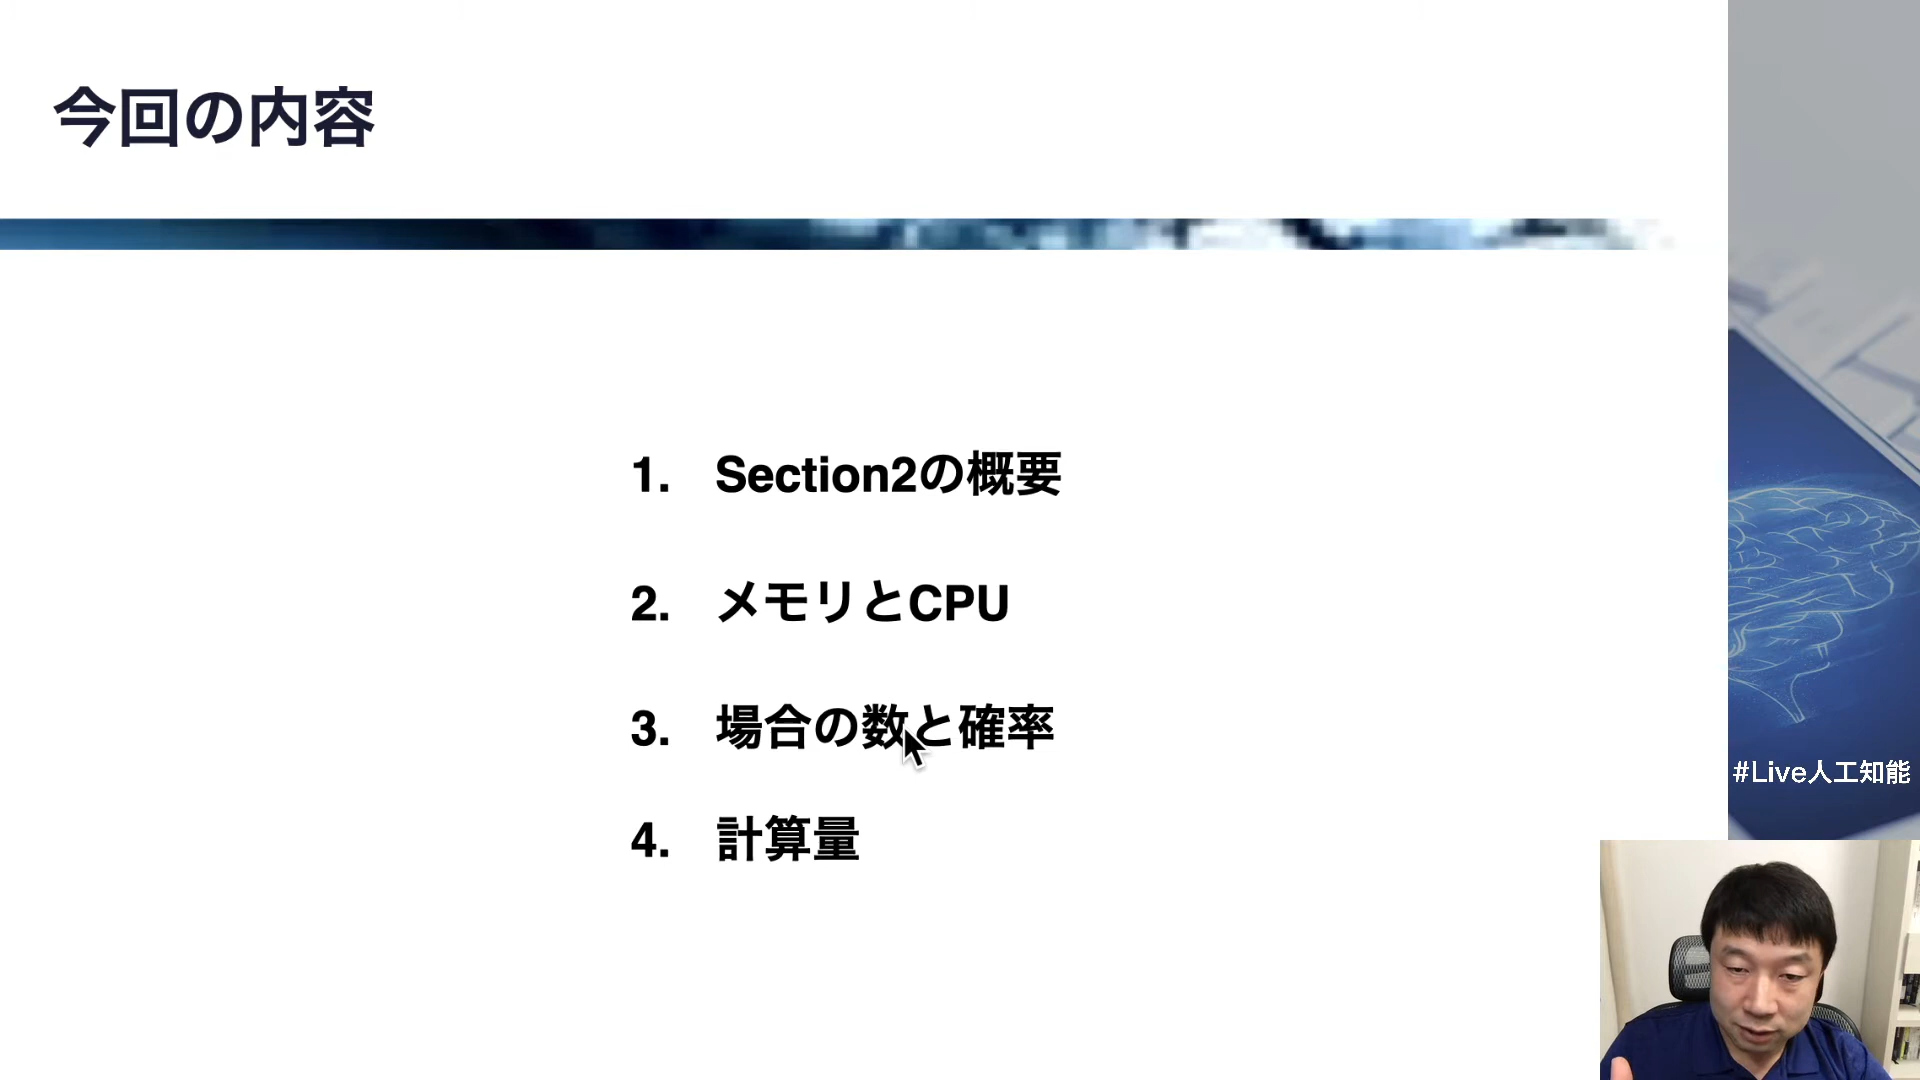 今回の内容
1. Section2の概要
2. メモリとCPU
3. 場合の数と確率
4. 計算量
#Live人工知能